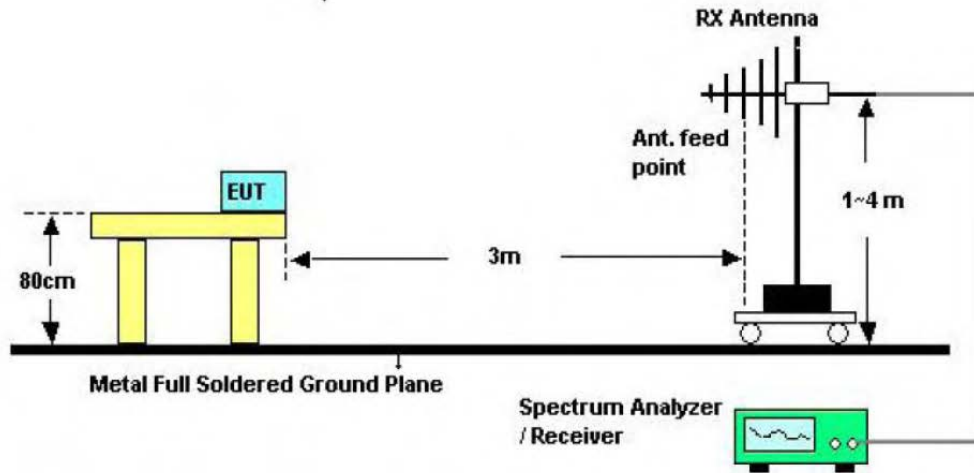 RX Antenna
Ant. feed
point
EUT
1~4 m
3m
80cm
Metal Full Soldered Ground Plane
Spectrum Analyzer
/ Receiver